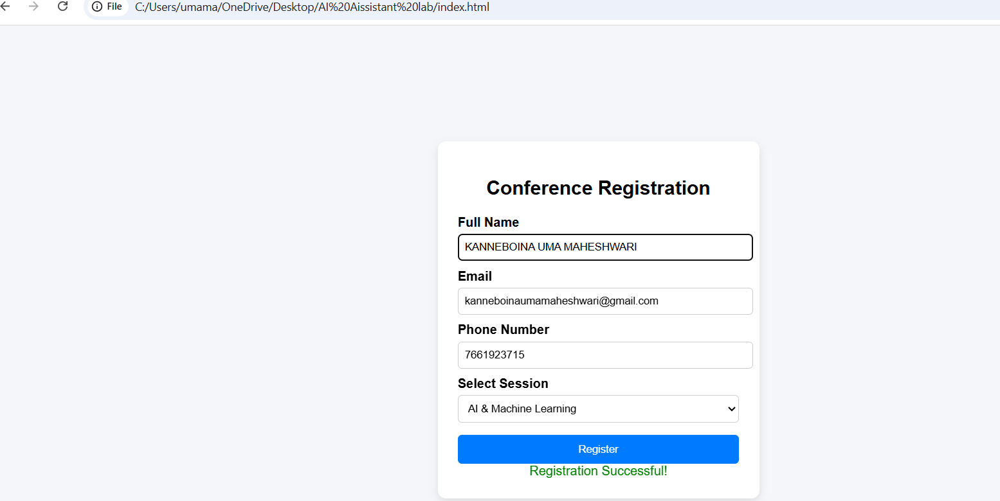 File C:/Users/umama/OneDrive/Desktop/AI%20Aissistant%20lab/index.html
Conference Registration
Full Name
KANNEBOINA UMA MAHESHWARI
Email
kanneboinaumamaheshwari@gmail.com
Phone Number
7661923715
Select Session
AI & Machine Learning
Register
Registration Successful!